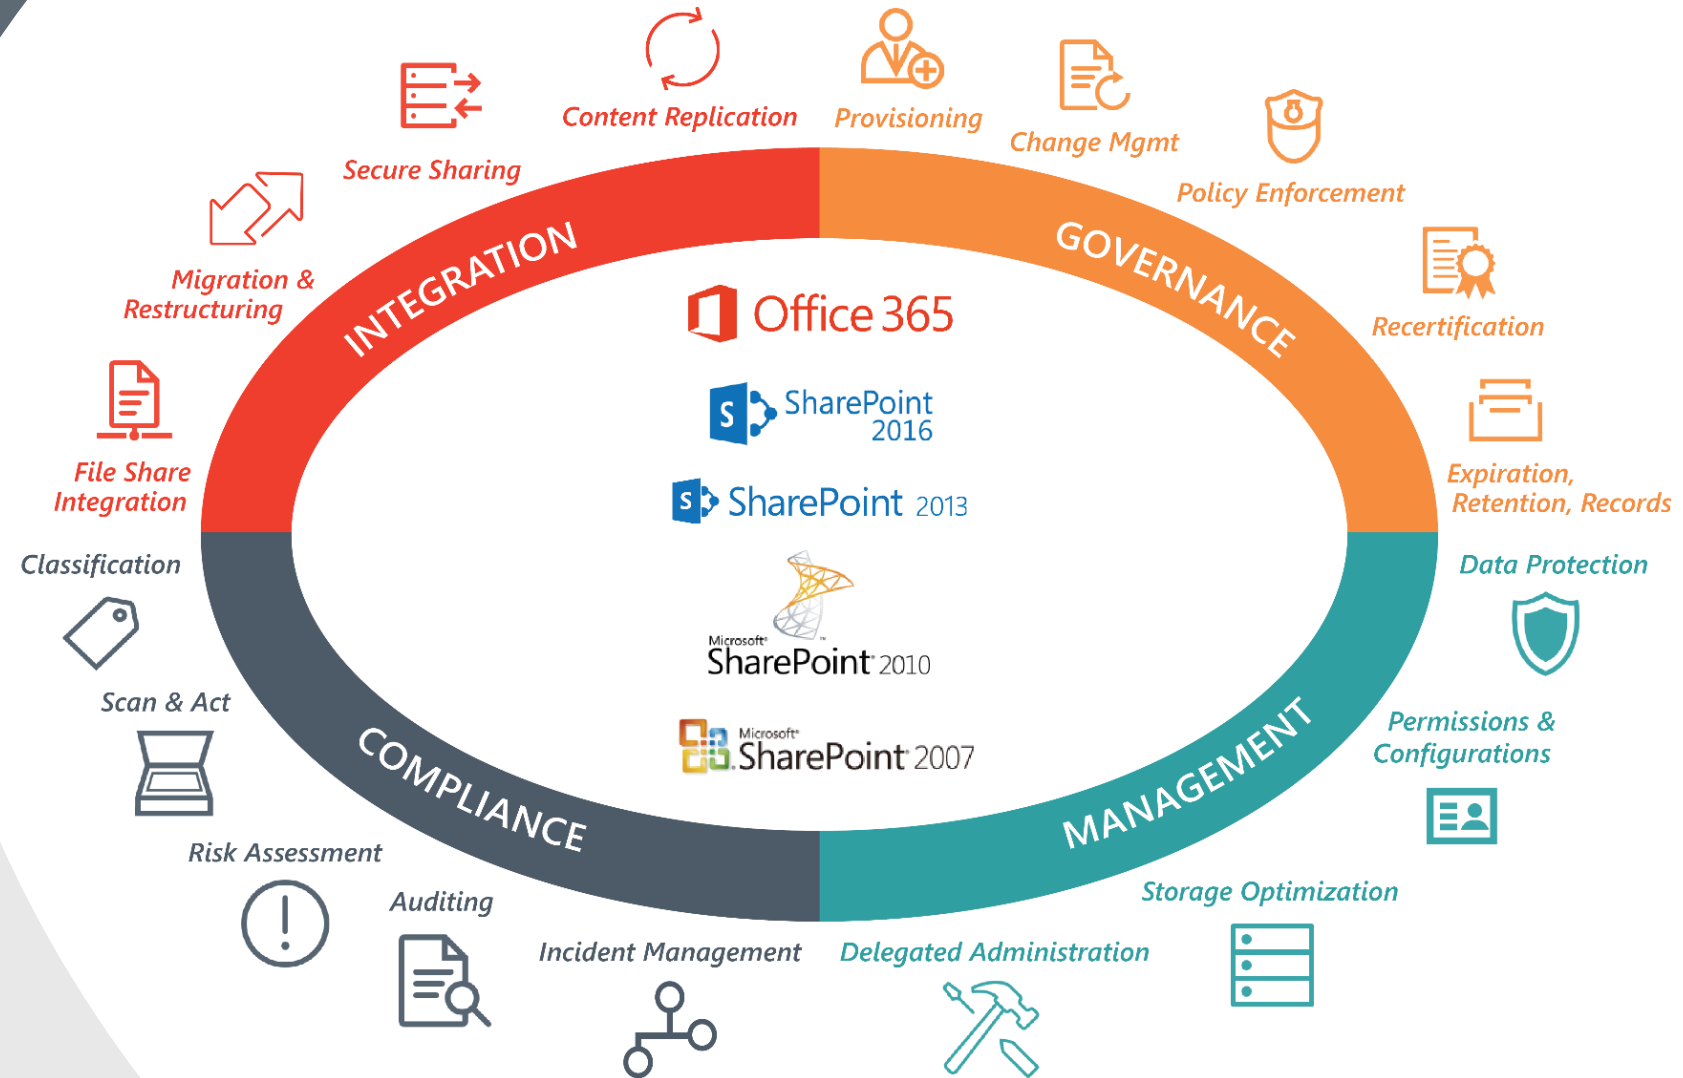 Content Replication
Provisioning
Change Mgmt
Secure Sharing
Policy Enforcement
Migration &
Restructuring
Recertification
File Share
Integration
Expiration,
Retention, Records
INTEGRATION
GOVERNANCE
Office 365
SharePoint
2016
SharePoint 2013
Microsoft®
SharePoint® 2010
™
Microsoft®
SharePoint® 2007
COMPLIANCE
MANAGEMENT
Classification
Data Protection
Scan & Act
Permissions &
Configurations
Risk Assessment
Auditing
Storage Optimization
Incident Management
Delegated Administration